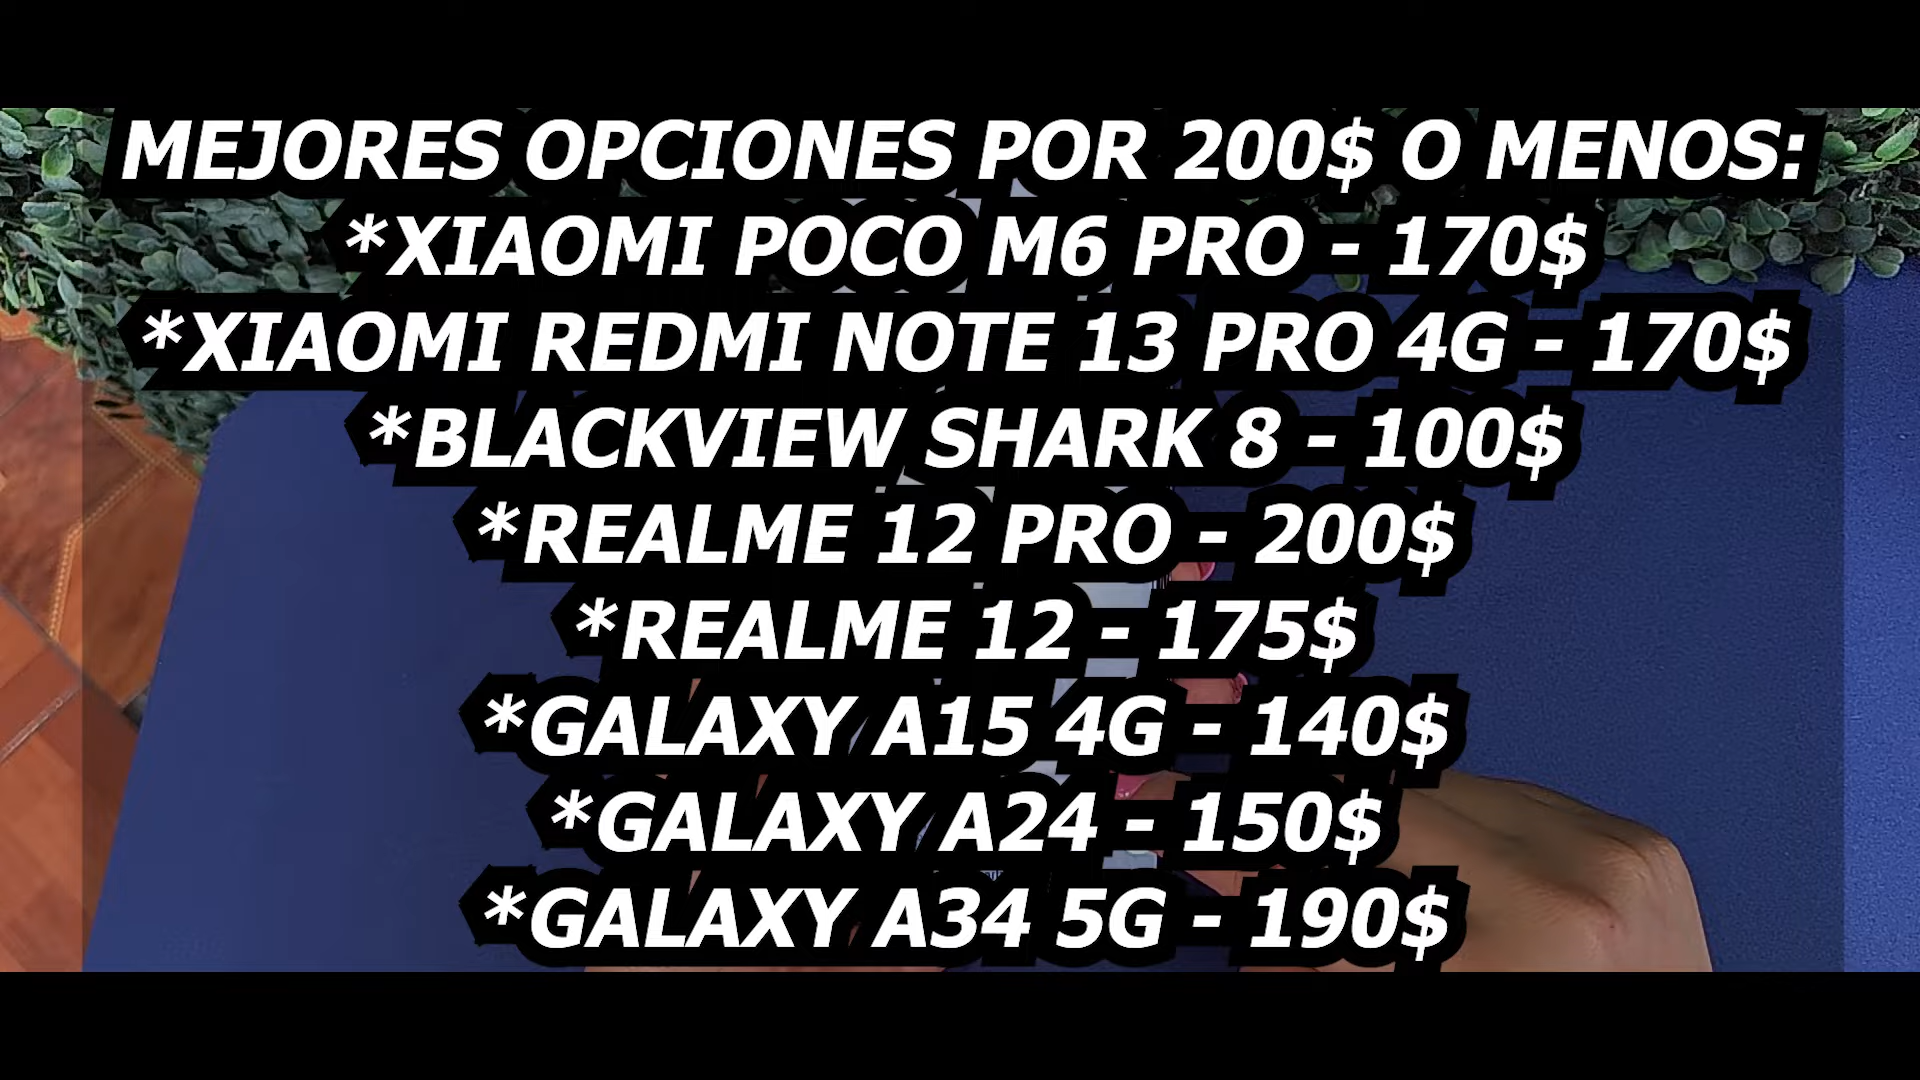 MEJORES OPCIONES POR 200$ O MENOS:
*XIAOMI POCO M6 PRO - 170$
*XIAOMI REDMI NOTE 13 PRO 4G - 170$
*BLACKVIEW SHARK 8 - 100$
*REALME 12 PRO - 200$
*REALME 12 - 175$
*GALAXY A15 4G - 140$
*GALAXY A24 - 150$
*GALAXY A34 5G - 190$